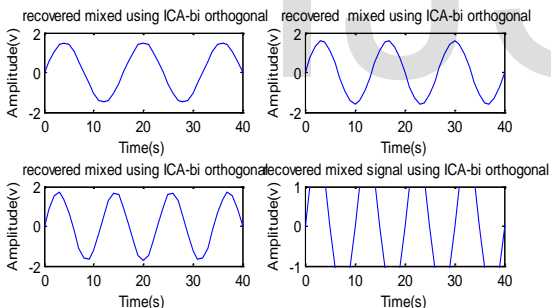 recovered mixed using ICA-bi orthogonal
recovered mixed using ICA-bi orthogonal
Amplitude(v)
2
0
-2
0 10 20 30 40
Time(s)
Amplitude(v)
2
0
-2
0 10 20 30 40
Time(s)
recovered mixed using ICA-bi orthogonal
recovered mixed signal using ICA-bi orthogonal
Amplitude(v)
2
0
-2
0 10 20 30 40
Time(s)
Amplitude(v)
1
0
-1
0 10 20 30 40
Time(s)